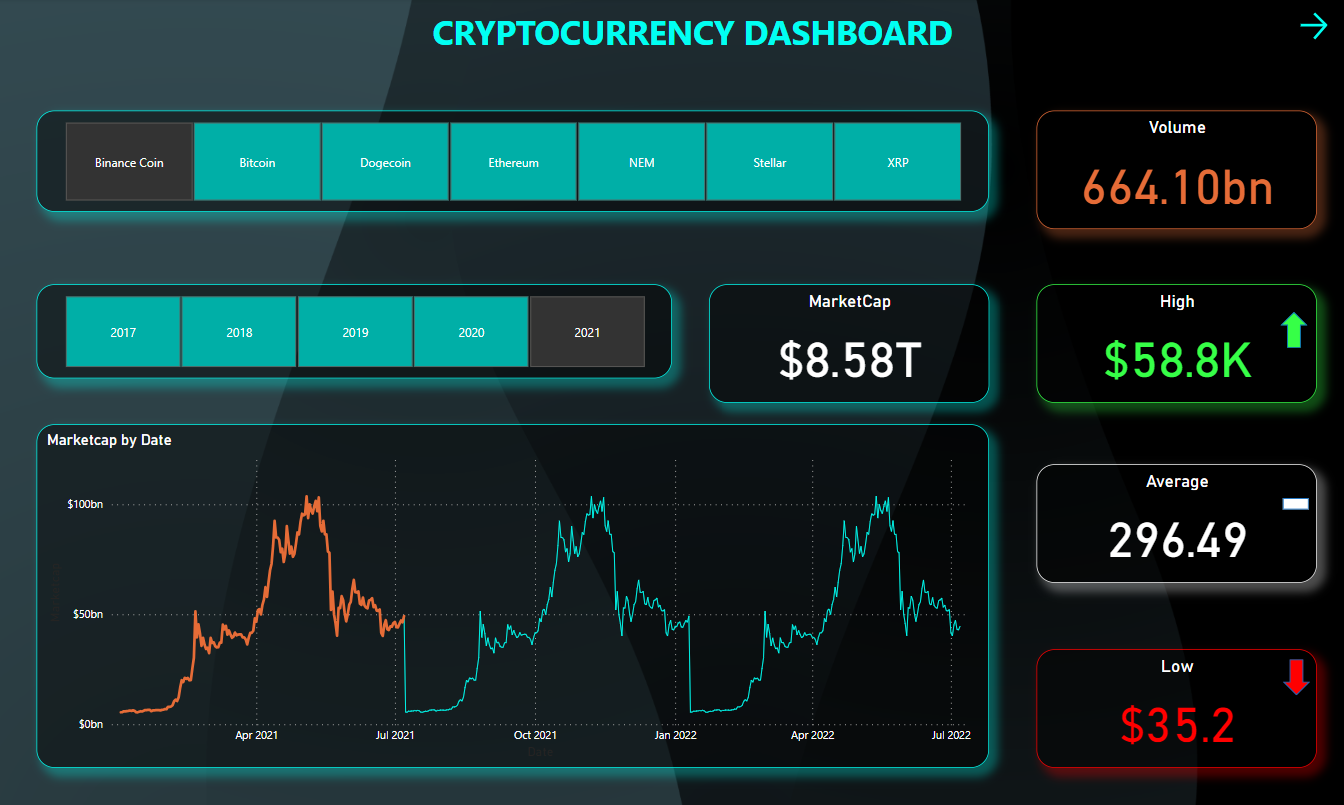 CRYPTOCURRENCY DASHBOARD
Binance Coin
Bitcoin
Dogecoin
Ethereum
NEM
Stellar
XRP
Volume
664.10bn
2017
2018
2019
2020
2021
MarketCap
$8.58T
High
$58.8K
Marketcap by Date
$100bn
$50bn
$0bn
Apr 2021
Jul 2021
Oct 2021
Jan 2022
Apr 2022
Jul 2022
Date
Average
296.49
Low
$35.2